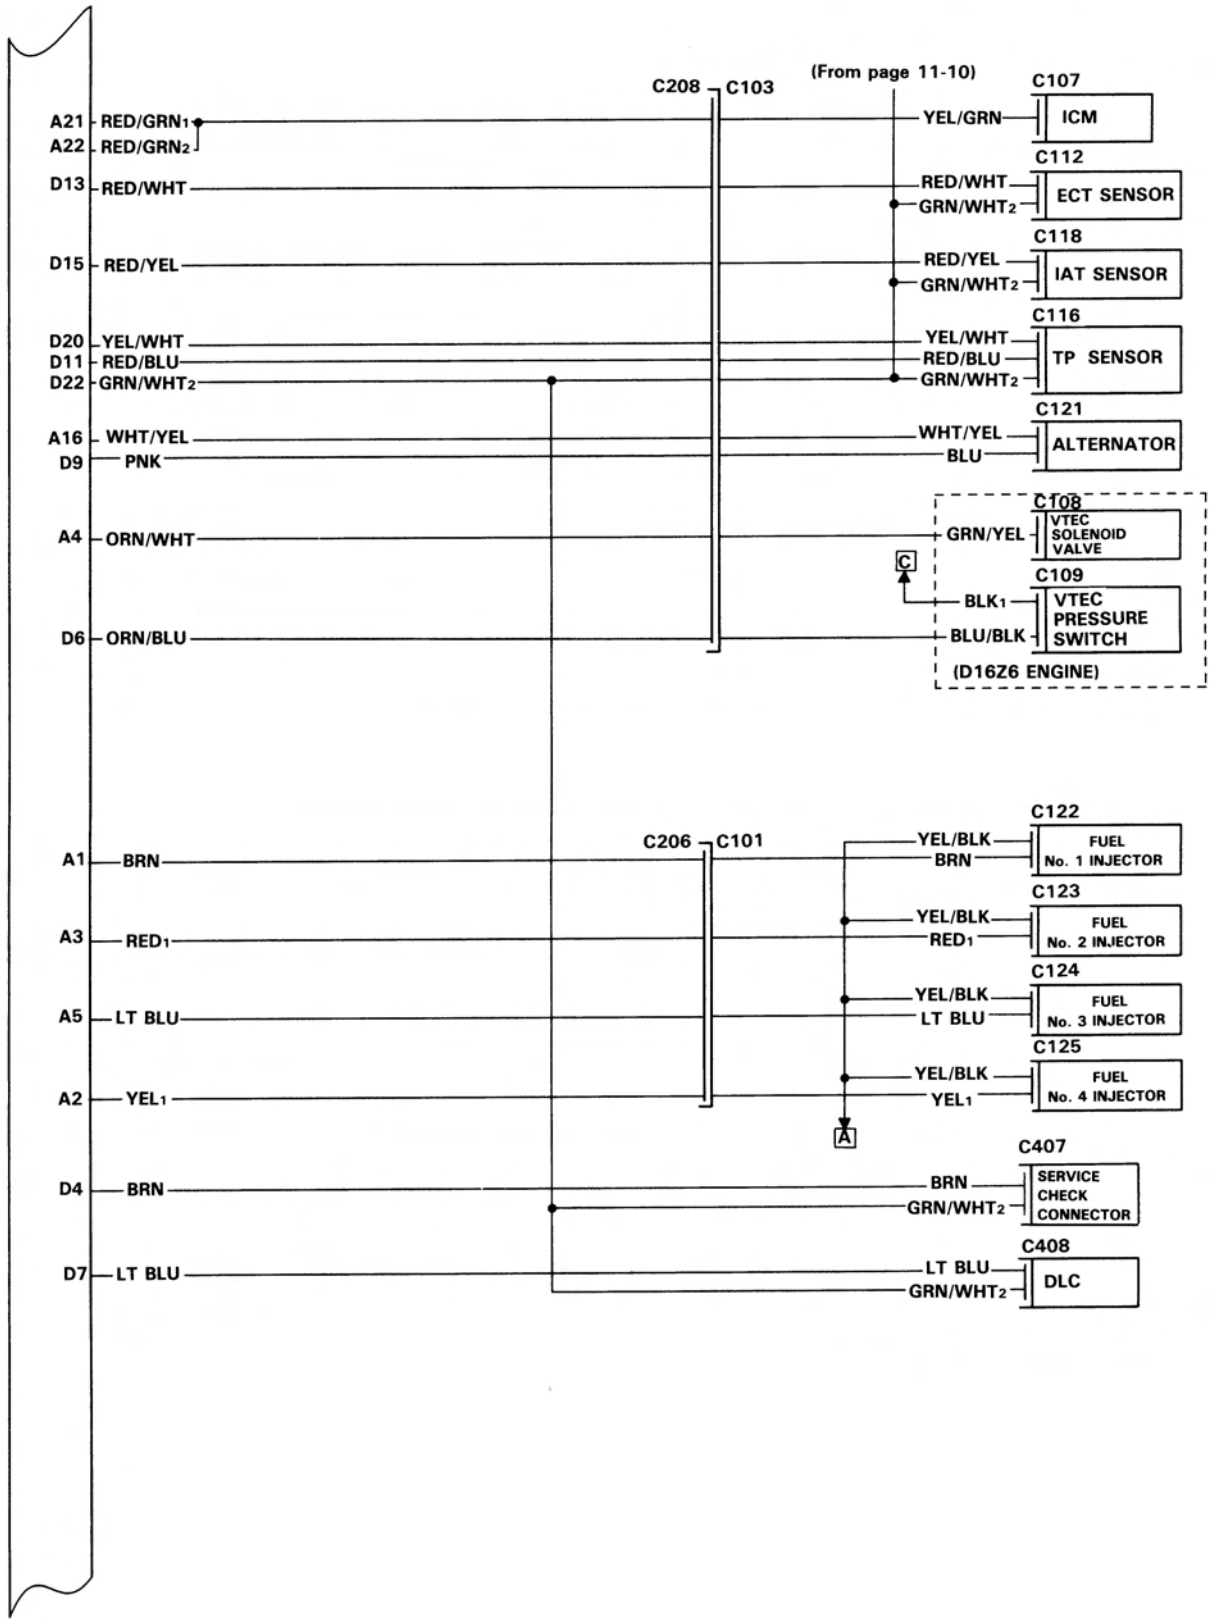 (From page 11-10)
C208 C103
C107
A21 RED/GRN1 YEL/GRN ICM
A22 RED/GRN2
C112
D13 RED/WHT RED/WHT ECT SENSOR
GRN/WHT2
C118
D15 RED/YEL RED/YEL IAT SENSOR
GRN/WHT2
C116
D20 YEL/WHT YEL/WHT
D11 RED/BLU RED/BLU TP SENSOR
D22 GRN/WHT2 GRN/WHT2
C121
A16 WHT/YEL WHT/YEL ALTERNATOR
D9 PNK BLU
C108
A4 ORN/WHT GRN/YEL VTEC
SOLENOID
VALVE
C
C109
BLK1 VTEC
PRESSURE
D6 ORN/BLU BLU/BLK SWITCH
(D16Z6 ENGINE)
C122
C206 C101 YEL/BLK FUEL
A1 BRN BRN No. 1 INJECTOR
C123
YEL/BLK FUEL
A3 RED1 RED1 No. 2 INJECTOR
C124
YEL/BLK FUEL
A5 LT BLU LT BLU No. 3 INJECTOR
C125
YEL/BLK FUEL
A2 YEL1 YEL1 No. 4 INJECTOR
A
C407
D4 BRN BRN SERVICE
CHECK
GRN/WHT2 CONNECTOR
C408
D7 LT BLU LT BLU DLC
GRN/WHT2